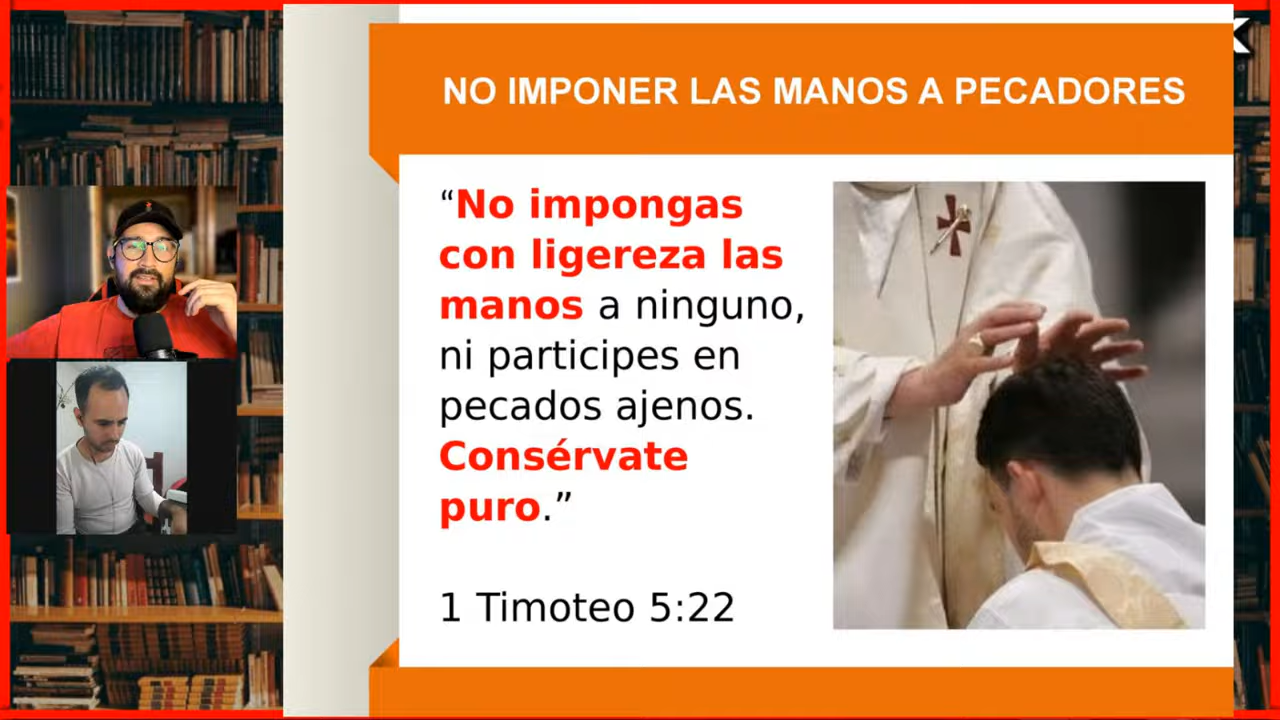 NO IMPONER LAS MANOS A PECADORES
“No impongas
con ligereza las
manos a ninguno,
ni participes en
pecados ajenos.
Consérvate
puro.”
1 Timoteo 5:22